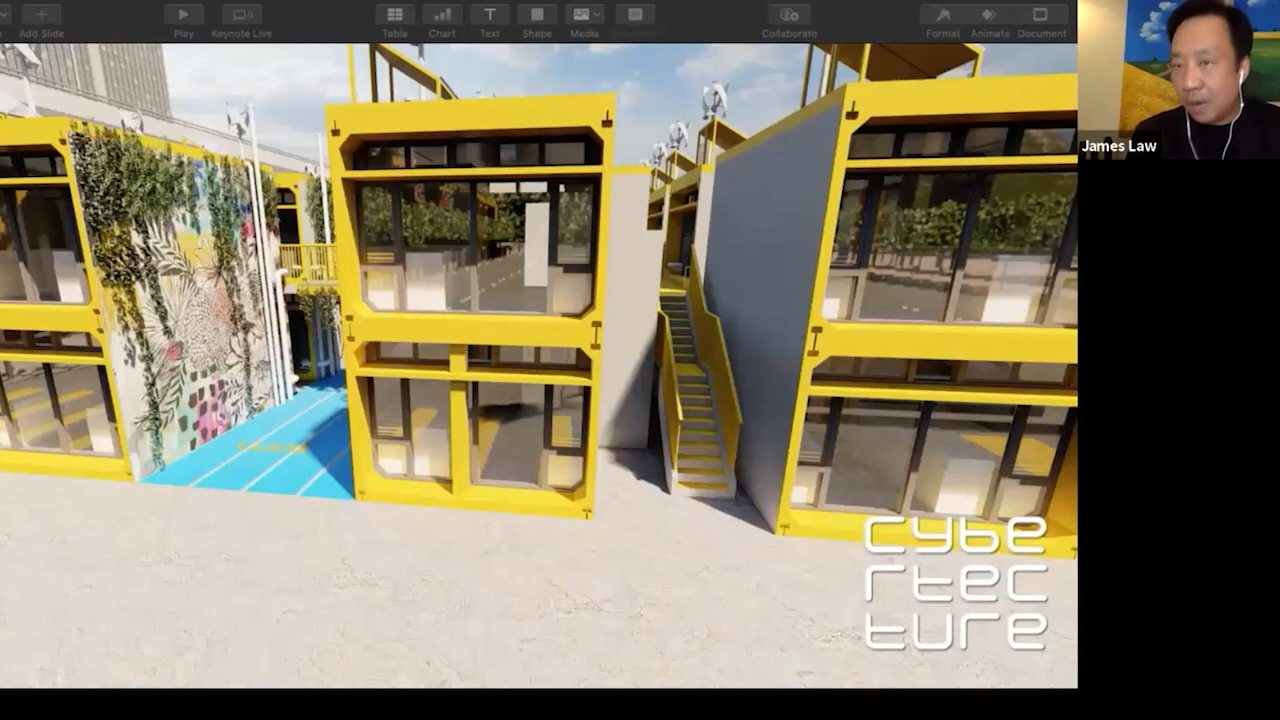 Add Slide
Play
Keynote Live
Table
Chart
Text
Shape
Media
Collaborate
Format
Animate
Document
James Law
cybe
rtec
ture